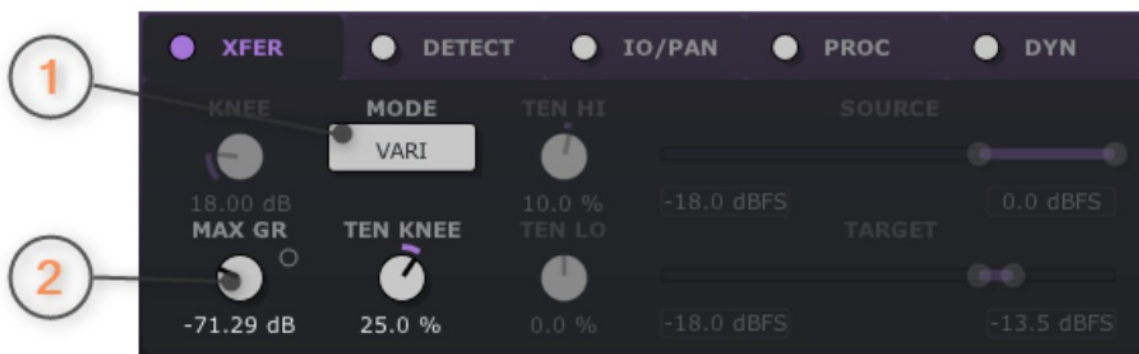 XFER DETECT IO/PAN PROC DYN
1
KNEE MODE TEN HI SOURCE
VARI
18.00 dB 10.0 % -18.0 dBFS 0.0 dBFS
MAX GR TEN KNEE TEN LO TARGET
2
-71.29 dB 25.0 % 0.0 % -18.0 dBFS -13.5 dBFS